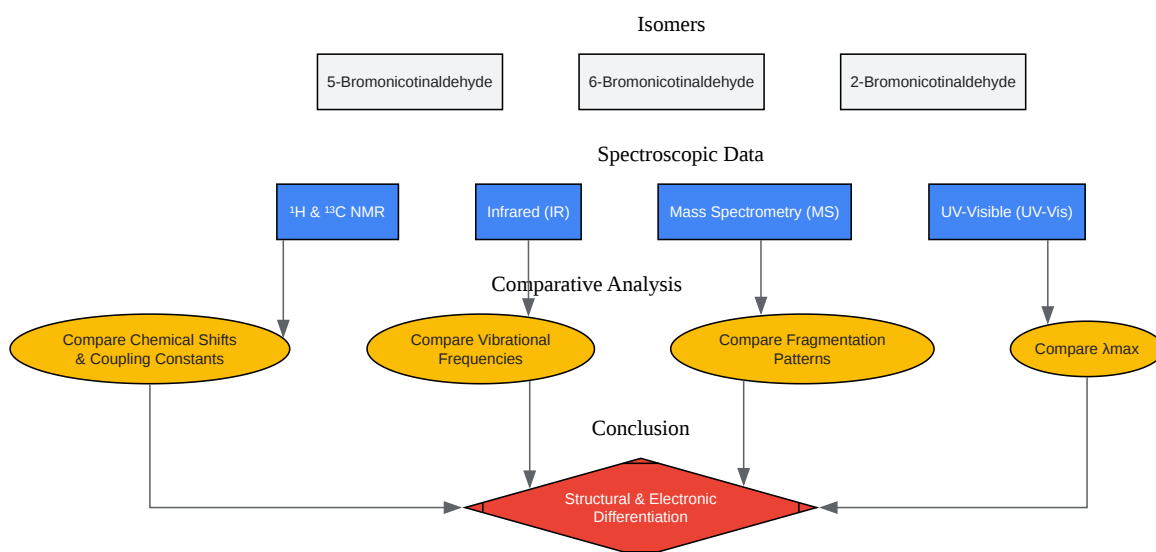 Isomers
5-Bromonicotinaldehyde
6-Bromonicotinaldehyde
2-Bromonicotinaldehyde
Spectroscopic Data
¹H & ¹³C NMR
Infrared (IR)
Mass Spectrometry (MS)
UV-Visible (UV-Vis)
Comparative Analysis
Compare Chemical Shifts
& Coupling Constants
Compare Vibrational
Frequencies
Compare Fragmentation
Patterns
Compare λmax
Conclusion
Structural & Electronic
Differentiation